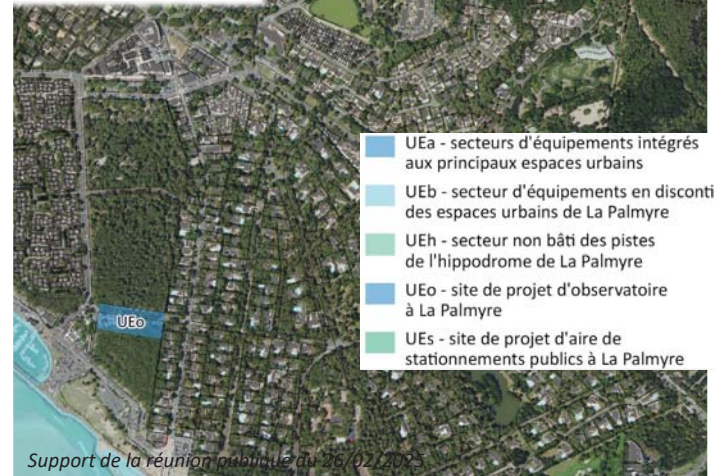 UEa - secteurs d'équipements intégrés
aux principaux espaces urbains
UEb - secteur d'équipements en disconti
des espaces urbains de La Palmyre
UEh - secteur non bâti des pistes
de l'hippodrome de La Palmyre
UEo - site de projet d'observatoire
à La Palmyre
UEs - site de projet d'aire de
stationnements publics à La Palmyre
UEo
Support de la réunion publique du 26/02/2025